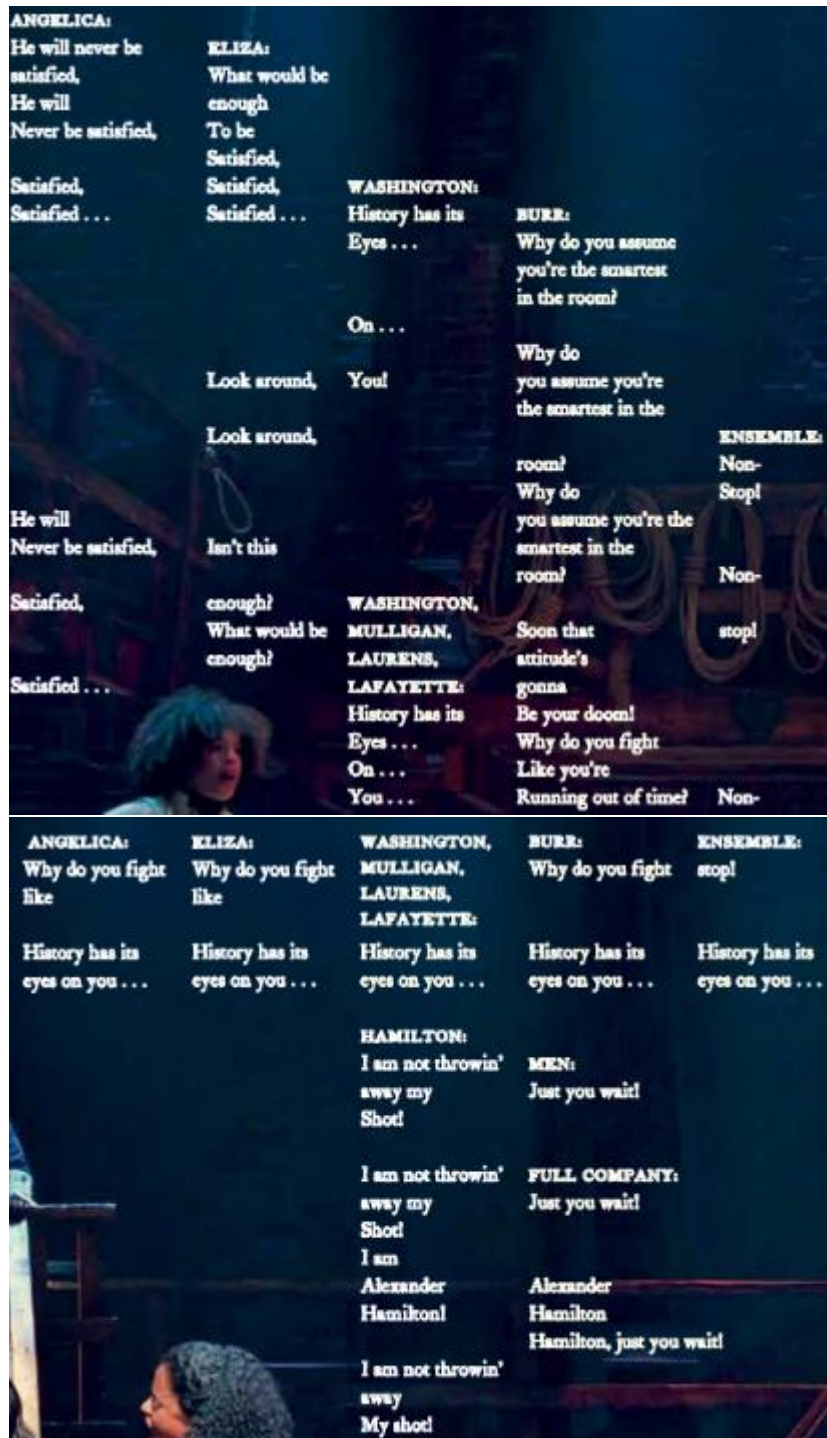 ANGELICA:
He will never be
satisfied,
He will
Never be satisfied,
Satisfied,
Satisfied . . .
He will
Never be satisfied,
Satisfied,
Satisfied . . .
ELIZA:
What would be
enough
To be
Satisfied,
Satisfied,
Satisfied . . .
Look around,
Look around,
Isn't this
enough?
What would be
enough?
WASHINGTON:
History has its
Eyes . . .
On . . .
You!
WASHINGTON,
MULLIGAN,
LAURENS,
LAFAYETTE:
History has its
Eyes . . .
On . . .
You . . .
BURR:
Why do you assume
you're the smartest
in the room?
Why do
you assume you're
the smartest in the
room?
Why do
you assume you're the
smartest in the
room?
Soon that
attitude's
gonna
Be your doom!
Why do you fight
Like you're
Running out of time?
ENSEMBLE:
Non-
Stop!
Non-
stop!
Non-
ANGELICA:
Why do you fight
like
History has its
eyes on you . . .
ELIZA:
Why do you fight
like
History has its
eyes on you . . .
WASHINGTON,
MULLIGAN,
LAURENS,
LAFAYETTE:
History has its
eyes on you . . .
BURR:
Why do you fight
History has its
eyes on you . . .
ENSEMBLE:
stop!
History has its
eyes on you . . .
HAMILTON:
I am not throwin'
away my
Shot!
I am not throwin'
away my
Shot!
I am
Alexander
Hamilton!
I am not throwin'
away
My shot!
MEN:
Just you wait!
FULL COMPANY:
Just you wait!
Alexander
Hamilton
Hamilton, just you wait!